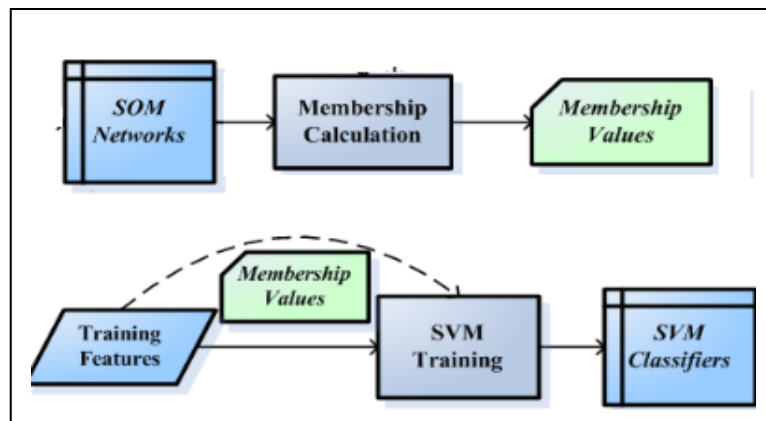 SOM
Networks
Membership
Calculation
Membership
Values
Membership
Values
Training
Features
SVM
Training
SVM
Classifiers